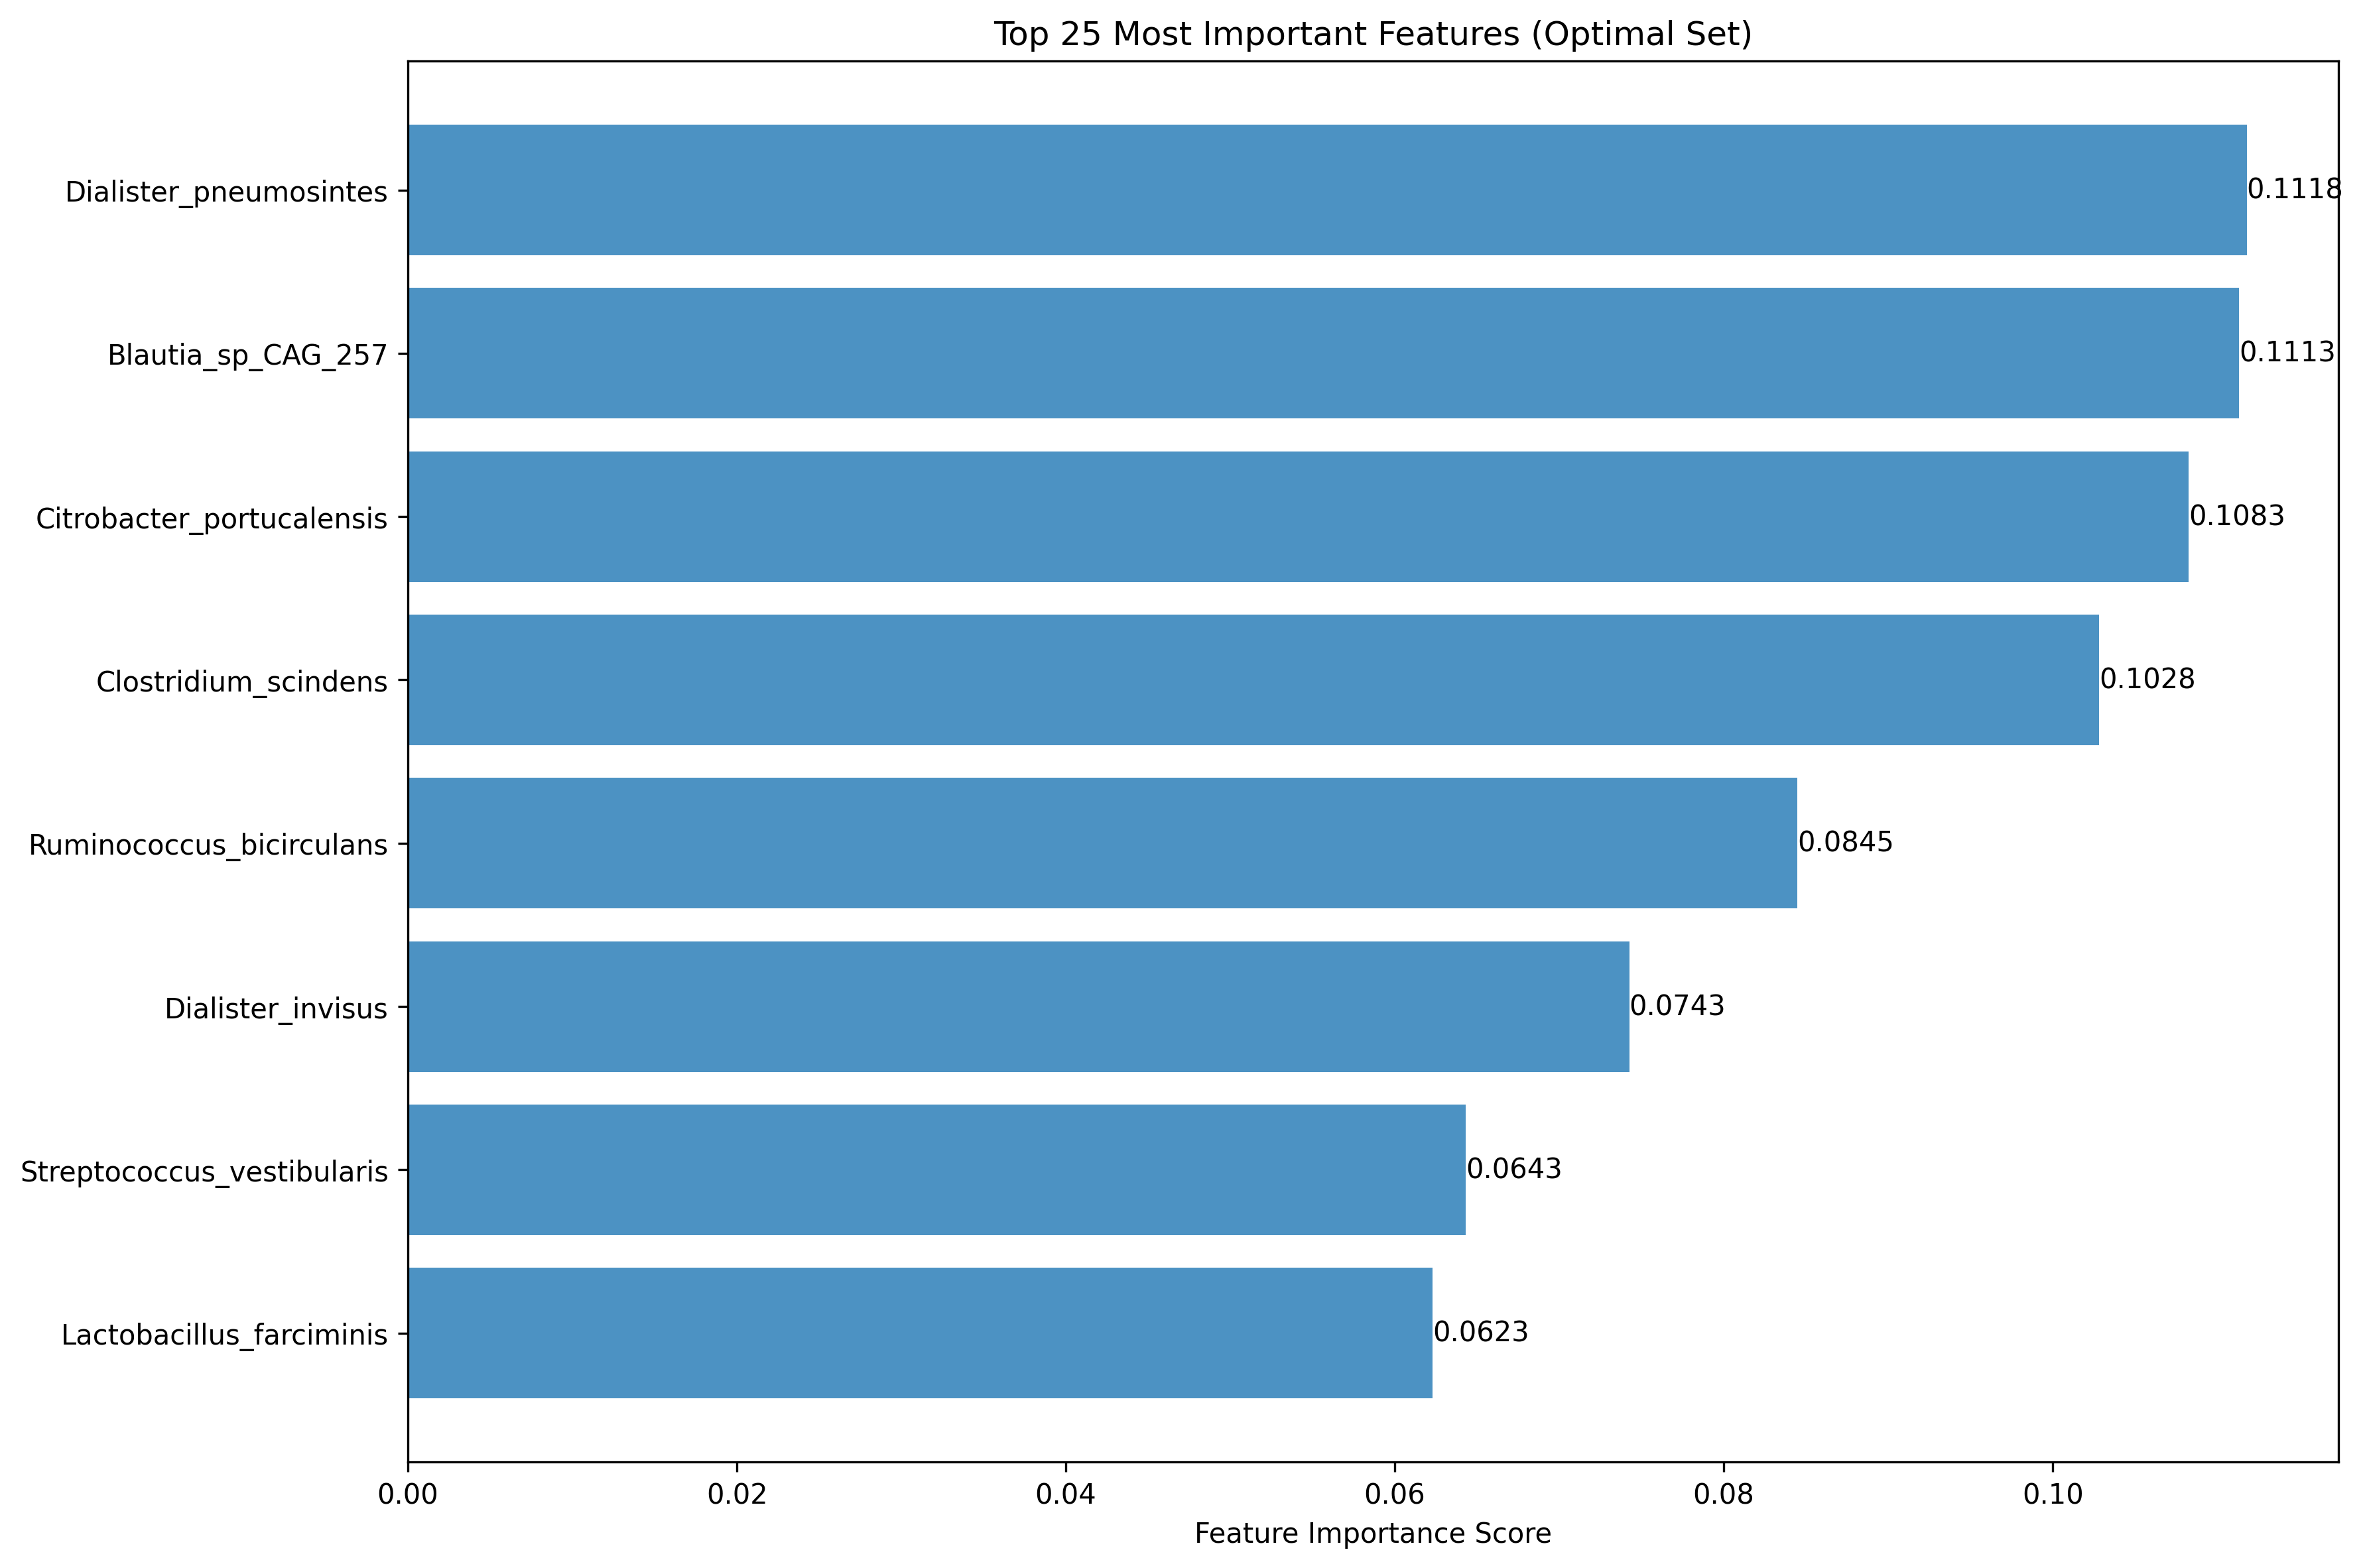 Top 25 Most Important Features (Optimal Set)
Dialister_pneumosintes 0.1118
Blautia_sp_CAG_257 0.1113
Citrobacter_portucalensis 0.1083
Clostridium_scindens 0.1028
Ruminococcus_bicirculans 0.0845
Dialister_invisus 0.0743
Streptococcus_vestibularis 0.0643
Lactobacillus_farciminis 0.0623
0.00 0.02 0.04 0.06 0.08 0.10
Feature Importance Score